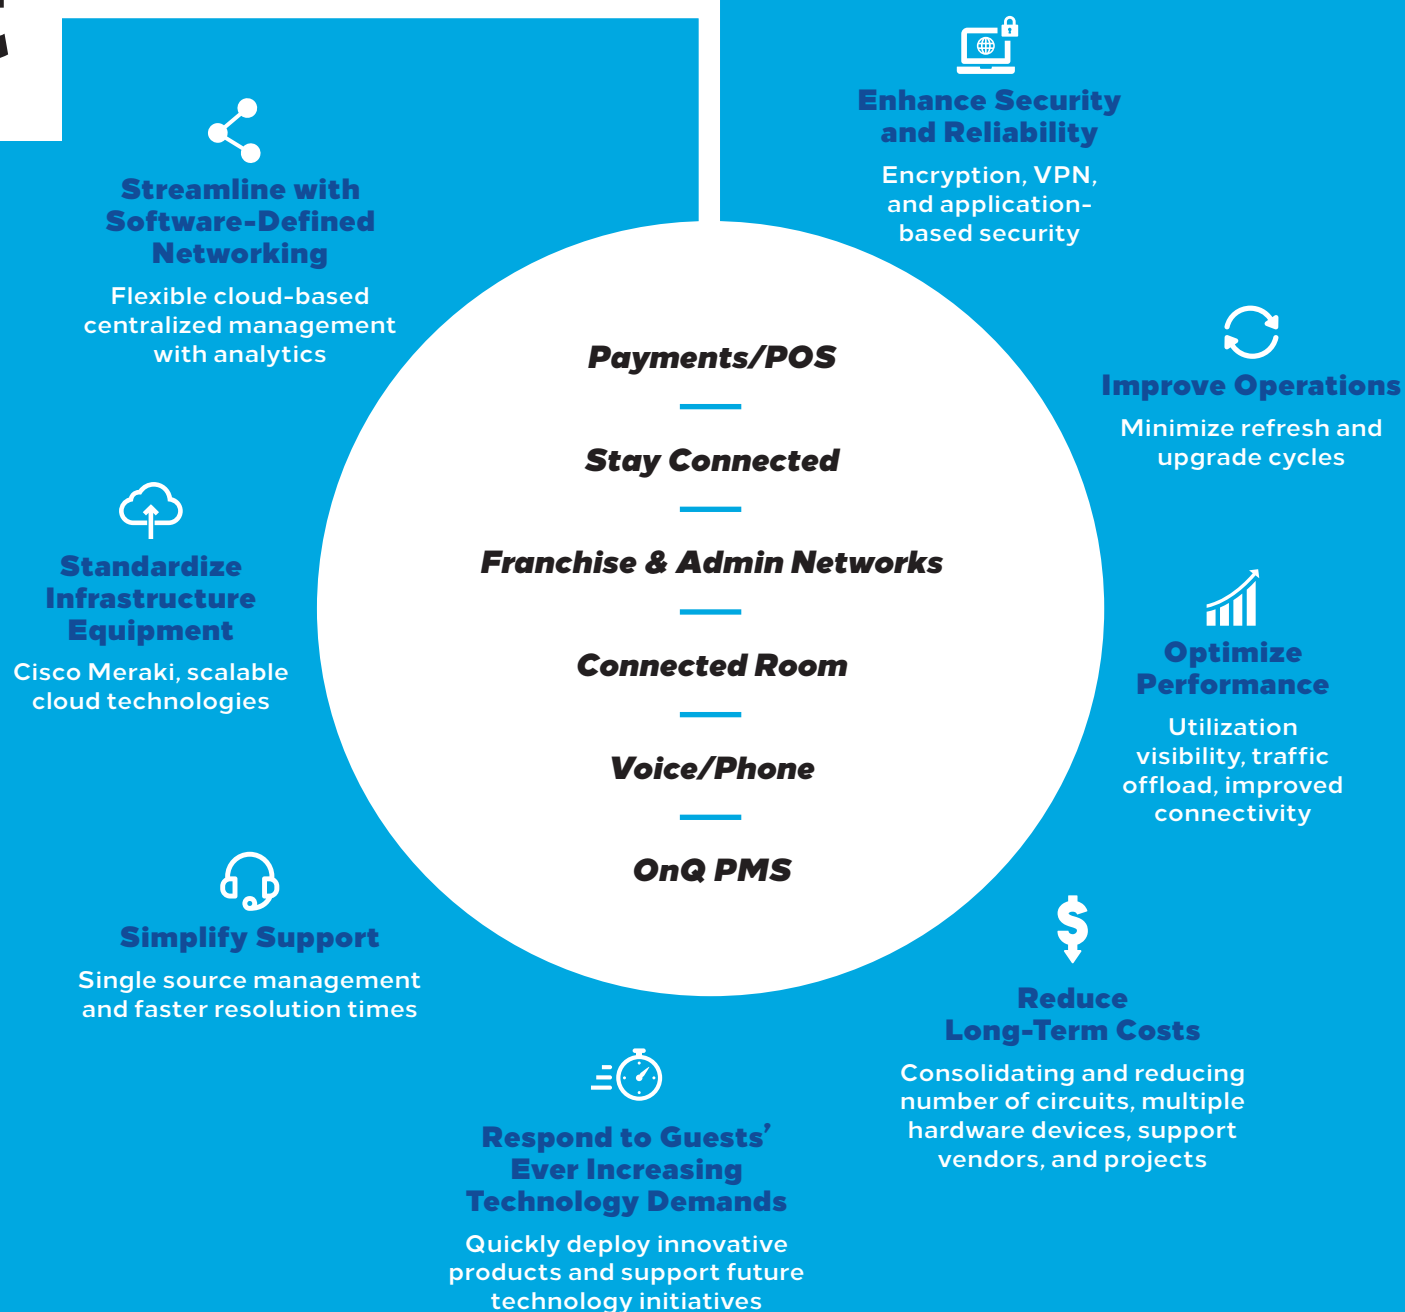 Streamline with
Software-Defined
Networking
Flexible cloud-based
centralized management
with analytics
Standardize
Infrastructure
Equipment
Cisco Meraki, scalable
cloud technologies
Simplify Support
Single source management
and faster resolution times
Payments/POS
Stay Connected
Franchise & Admin Networks
Connected Room
Voice/Phone
OnQ PMS
Enhance Security
and Reliability
Encryption, VPN,
and application-
based security
Improve Operations
Minimize refresh and
upgrade cycles
Optimize
Performance
Utilization
visibility, traffic
offload, improved
connectivity
Reduce
Long-Term Costs
Consolidating and reducing
number of circuits, multiple
hardware devices, support
vendors, and projects
Respond to Guests’
Ever Increasing
Technology Demands
Quickly deploy innovative
products and support future
technology initiatives